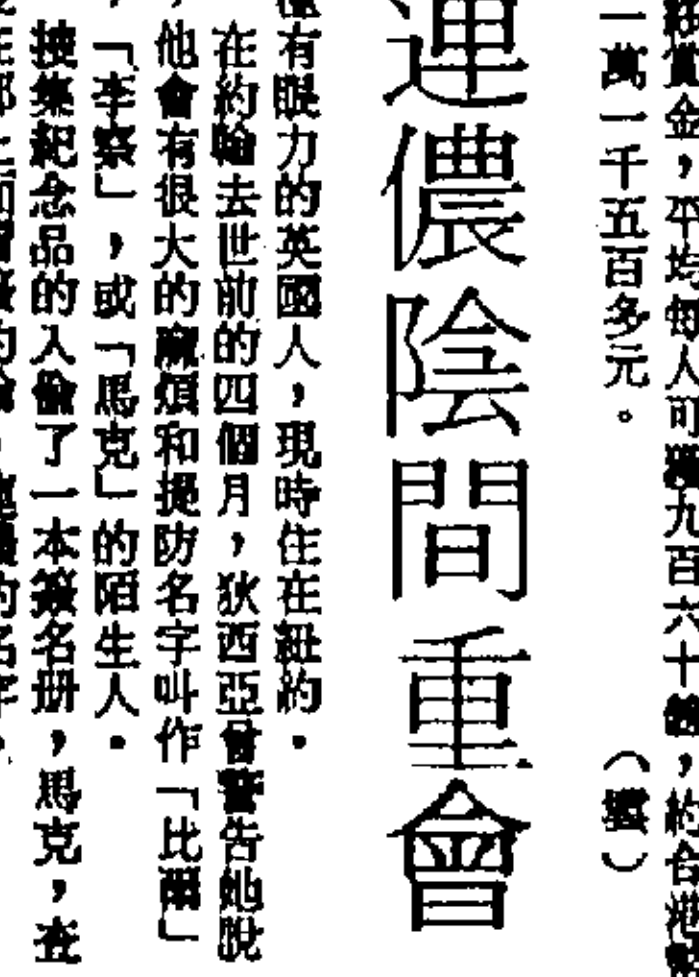 金,平均每人可獲九百六十鎊,約合港
一萬一千五百多元。
連儂陰間重會
有眼力的英國人,現時住在紐約。
在約翰去世前的四個月,狄西亞曾警告她說
,他會有很大的麻煩和提防名字叫作「比爾」
,「李察」,或「馬克」的陌生人。
搜集紀念品的人偷了一本簽名册,馬克,查